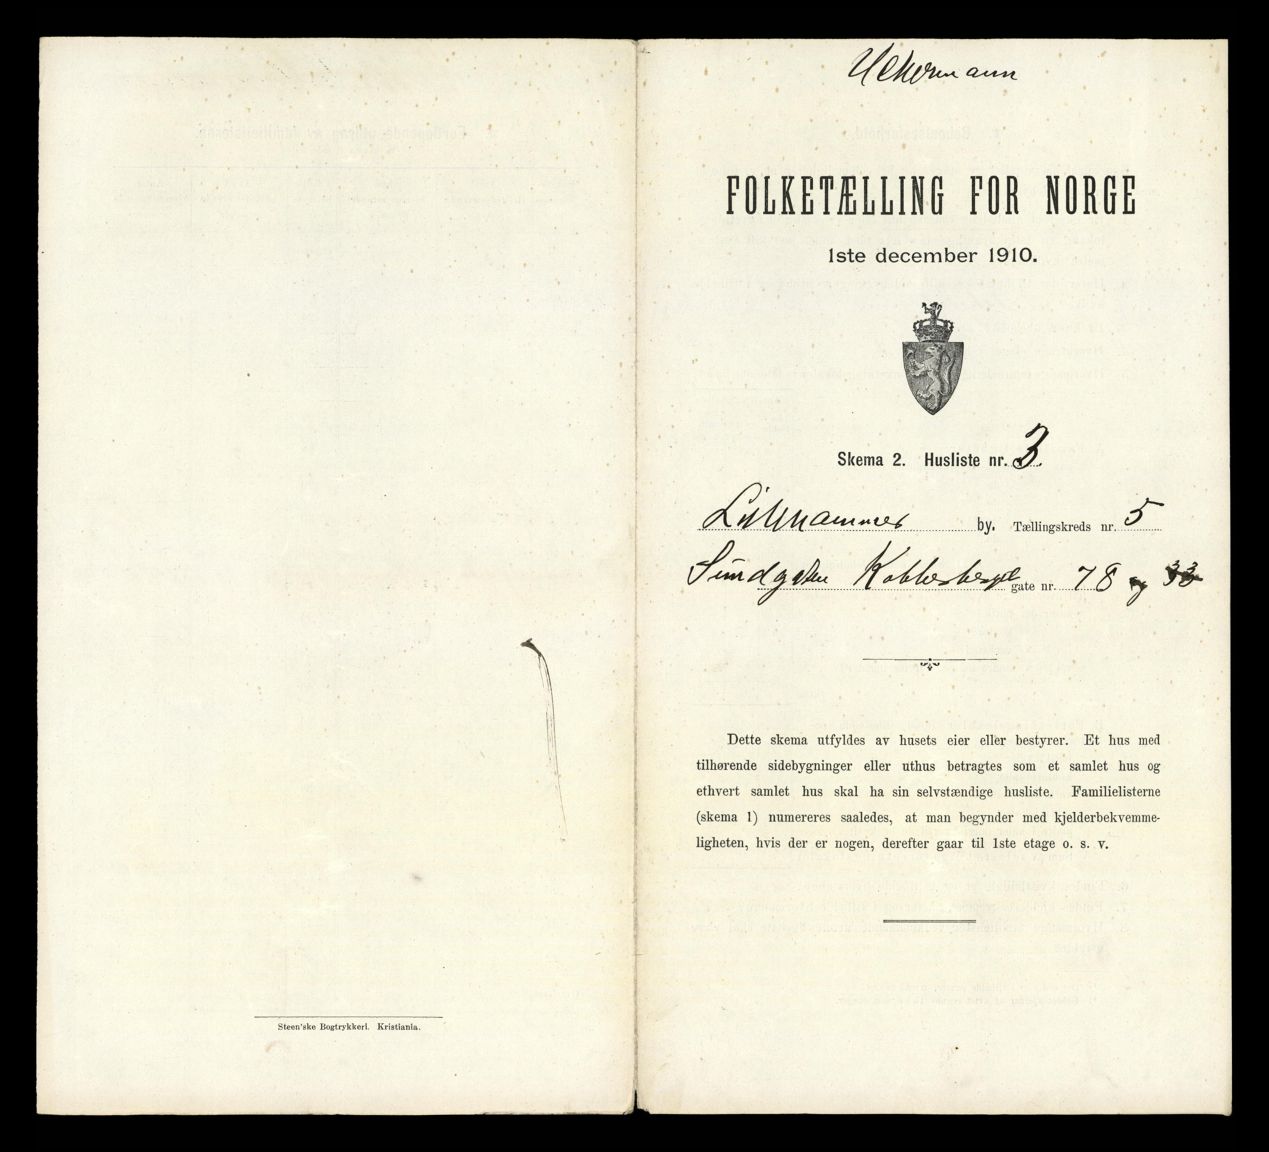 Uchermann
FOLKETÆLLING FOR NORGE
1ste december 1910.
Skema 2. Husliste nr. 3
Lillehammer by. Tællingskreds nr. 5
Sundgaten Kobberberget gate nr. 78 og 33
Dette skema utfyldes av husets eier eller bestyrer. Et hus med
tilhørende sidebygninger eller uthus betragtes som et samlet hus og
ethvert samlet hus skal ha sin selvstændige husliste. Familielisterne
(skema 1) numereres saaledes, at man begynder med kjelderbekvemme-
ligheten, hvis der er nogen, derefter gaar til 1ste etage o. s. v.
Steen'ske Bogtrykkeri. Kristiania.